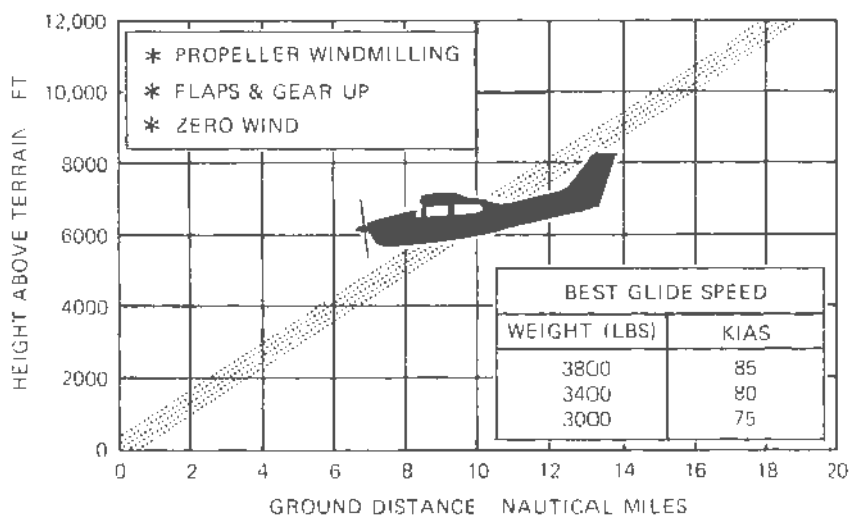 12,000
10,000
8000
6000
4000
2000
0
HEIGHT ABOVE TERRAIN FT
* PROPELLER WINDMILLING
* FLAPS & GEAR UP
* ZERO WIND
BEST GLIDE SPEED
WEIGHT (LBS) KIAS
3800 85
3400 80
3000 75
0 2 4 6 8 10 12 14 16 18 20
GROUND DISTANCE NAUTICAL MILES